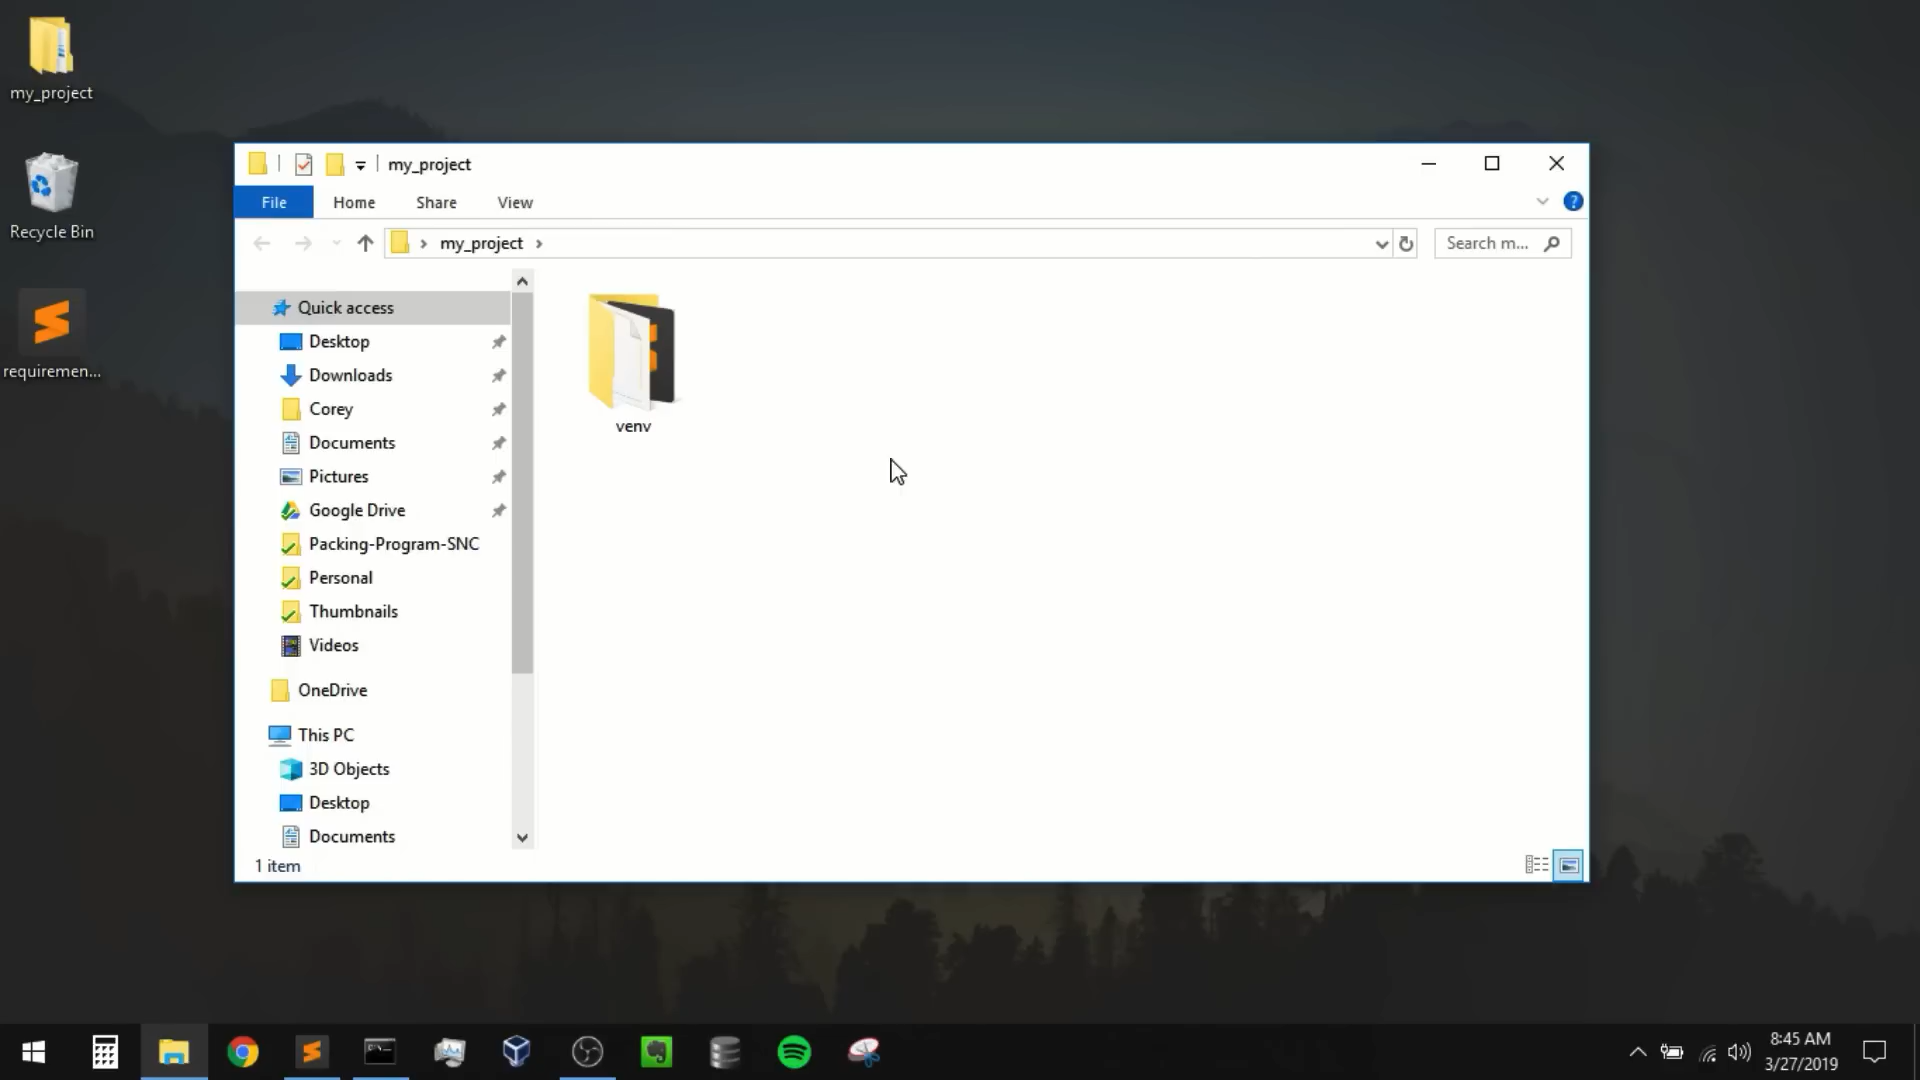 my_project
Recycle Bin
requiremen...
my_project
File
Home
Share
View
?
my_project
Search m...
Quick access
Desktop
Downloads
Corey
Documents
Pictures
Google Drive
Packing-Program-SNC
Personal
Thumbnails
Videos
OneDrive
This PC
3D Objects
Desktop
Documents
venv
1 item
8:45 AM
3/27/2019